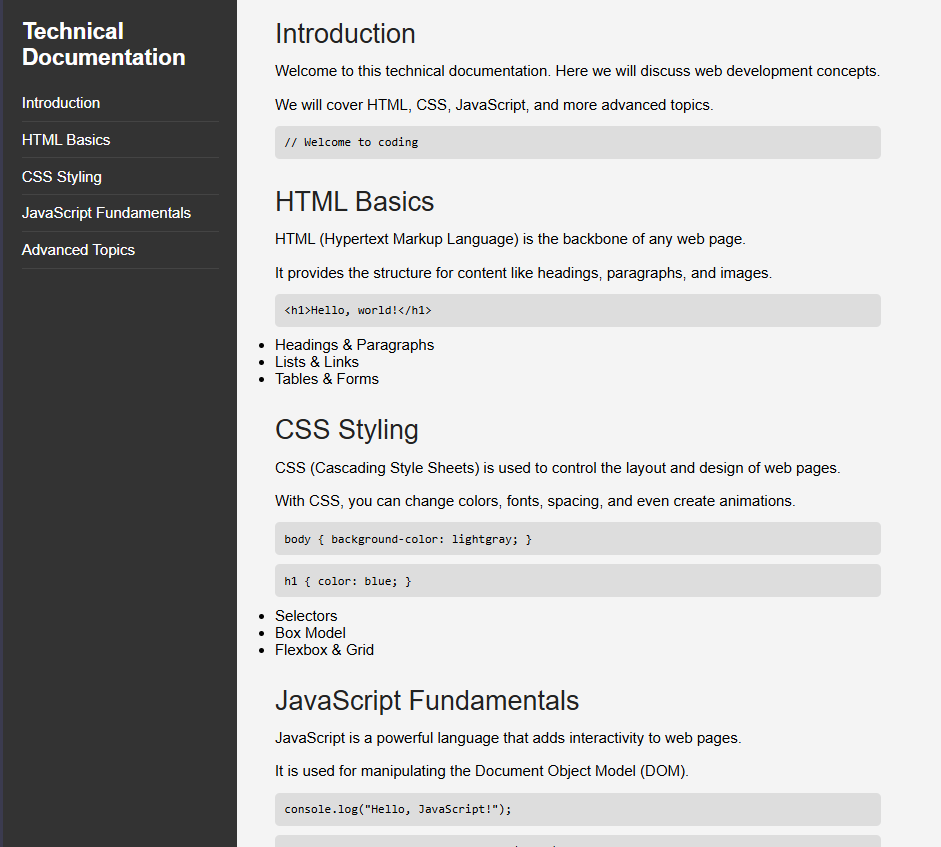 Technical
Documentation
Introduction
HTML Basics
CSS Styling
JavaScript Fundamentals
Advanced Topics
Introduction
Welcome to this technical documentation. Here we will discuss web development concepts.
We will cover HTML, CSS, JavaScript, and more advanced topics.
// Welcome to coding
HTML Basics
HTML (Hypertext Markup Language) is the backbone of any web page.
It provides the structure for content like headings, paragraphs, and images.
<h1>Hello, world!</h1>
Headings & Paragraphs
Lists & Links
Tables & Forms
CSS Styling
CSS (Cascading Style Sheets) is used to control the layout and design of web pages.
With CSS, you can change colors, fonts, spacing, and even create animations.
body { background-color: lightgray; }
h1 { color: blue; }
Selectors
Box Model
Flexbox & Grid
JavaScript Fundamentals
JavaScript is a powerful language that adds interactivity to web pages.
It is used for manipulating the Document Object Model (DOM).
console.log("Hello, JavaScript!");